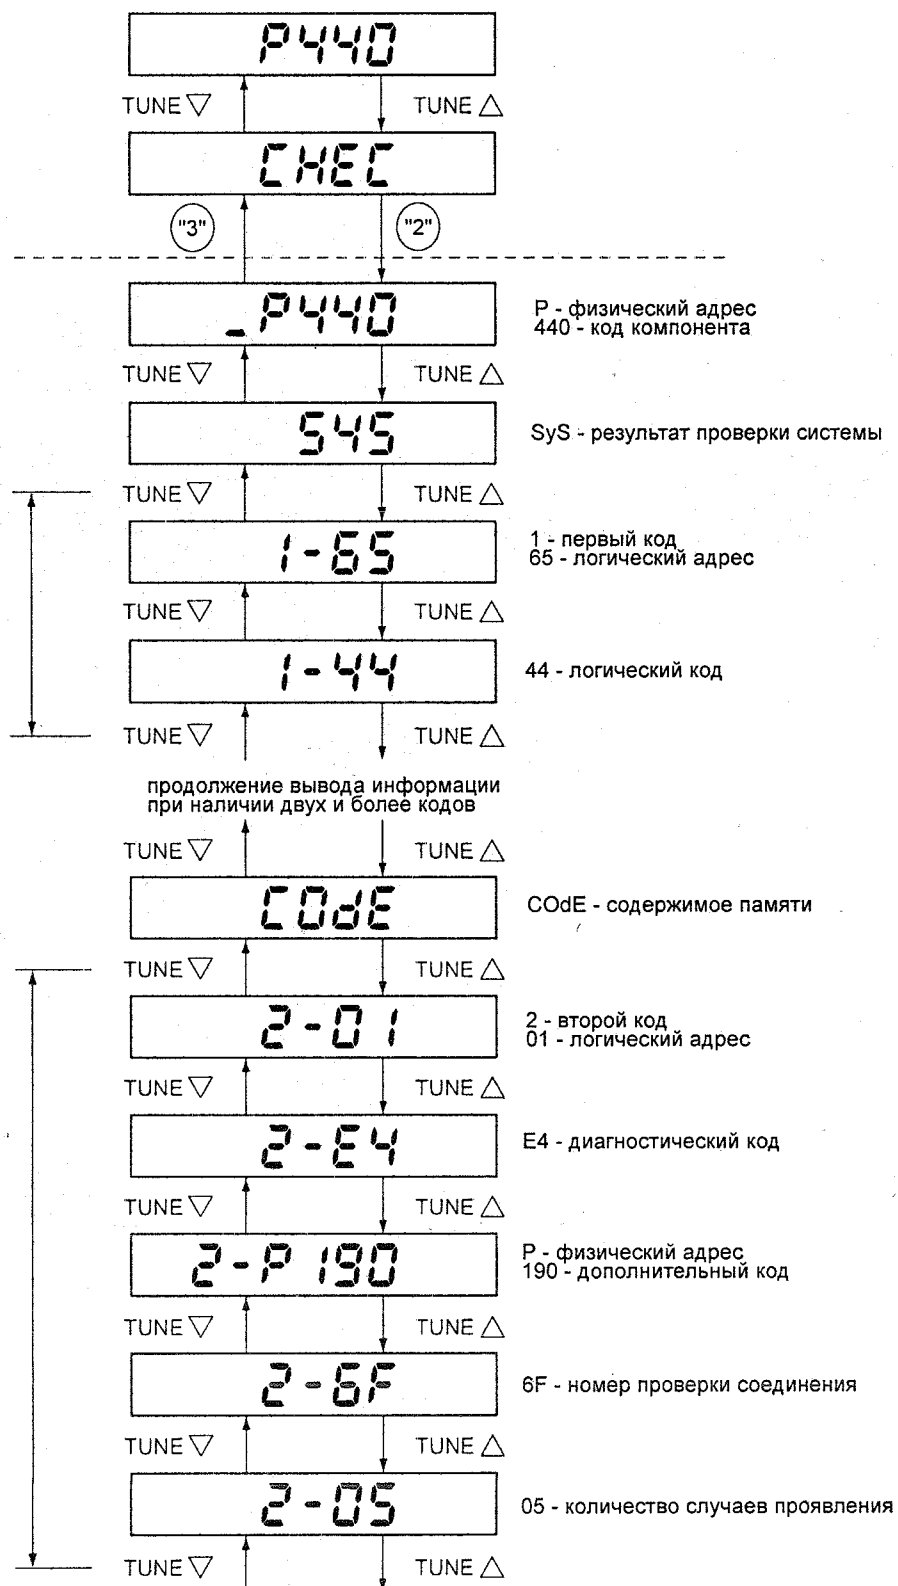 P440
TUNE ▽ TUNE △
CHEC
"3" "2"
_P440
P - физический адрес
440 - код компонента
TUNE ▽ TUNE △
SYS
SyS - результат проверки системы
TUNE ▽ TUNE △
1-65
1 - первый код
65 - логический адрес
TUNE ▽ TUNE △
1-44
44 - логический код
TUNE ▽ TUNE △
продолжение вывода информации
при наличии двух и более кодов
TUNE ▽ TUNE △
COdE
COdE - содержимое памяти
TUNE ▽ TUNE △
2-01
2 - второй код
01 - логический адрес
TUNE ▽ TUNE △
2-E4
E4 - диагностический код
TUNE ▽ TUNE △
2-P190
P - физический адрес
190 - дополнительный код
TUNE ▽ TUNE △
2-6F
6F - номер проверки соединения
TUNE ▽ TUNE △
2-05
05 - количество случаев проявления
TUNE ▽ TUNE △